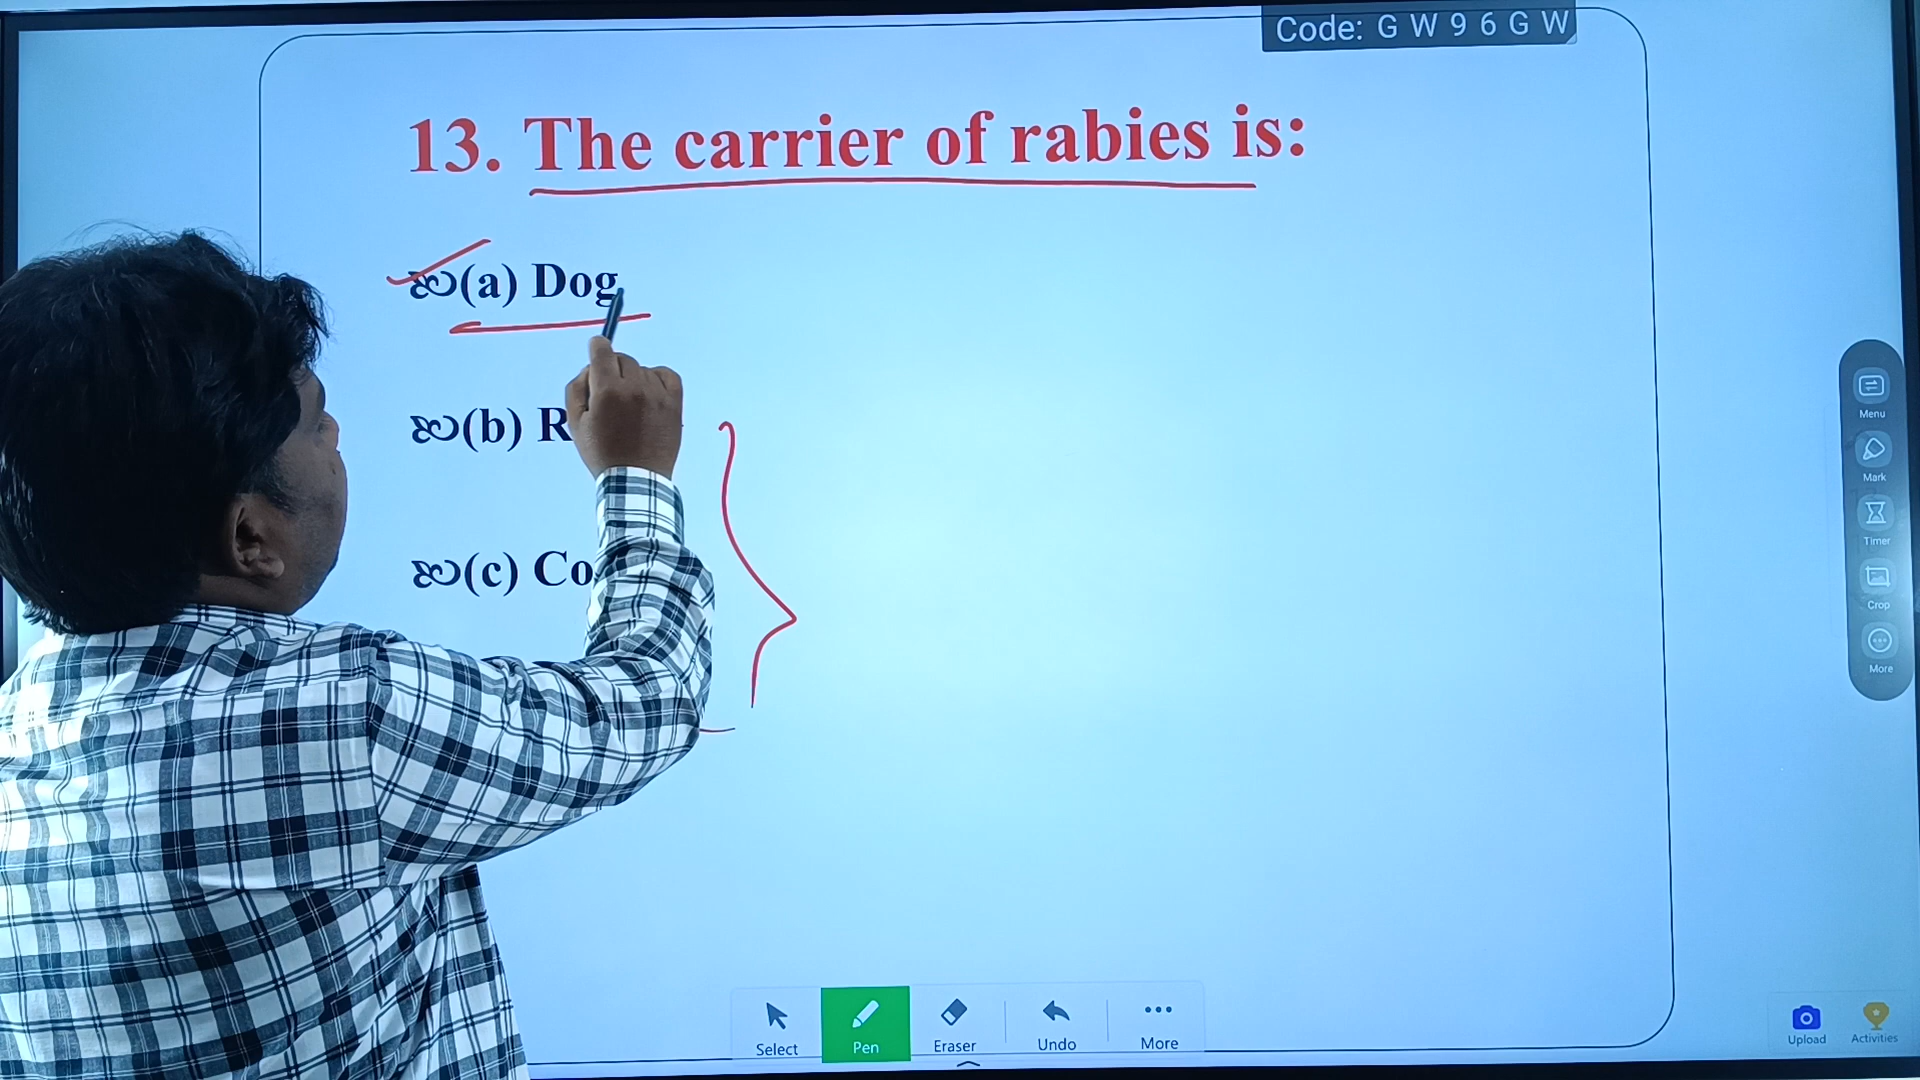 Code: G W 9 6 G W
13. The carrier of rabies is:
(a) Dog
(b)
(c)
Menu
Mark
Timer
Crop
More
Select
Pen
Eraser
Undo
More
Upload
Activities